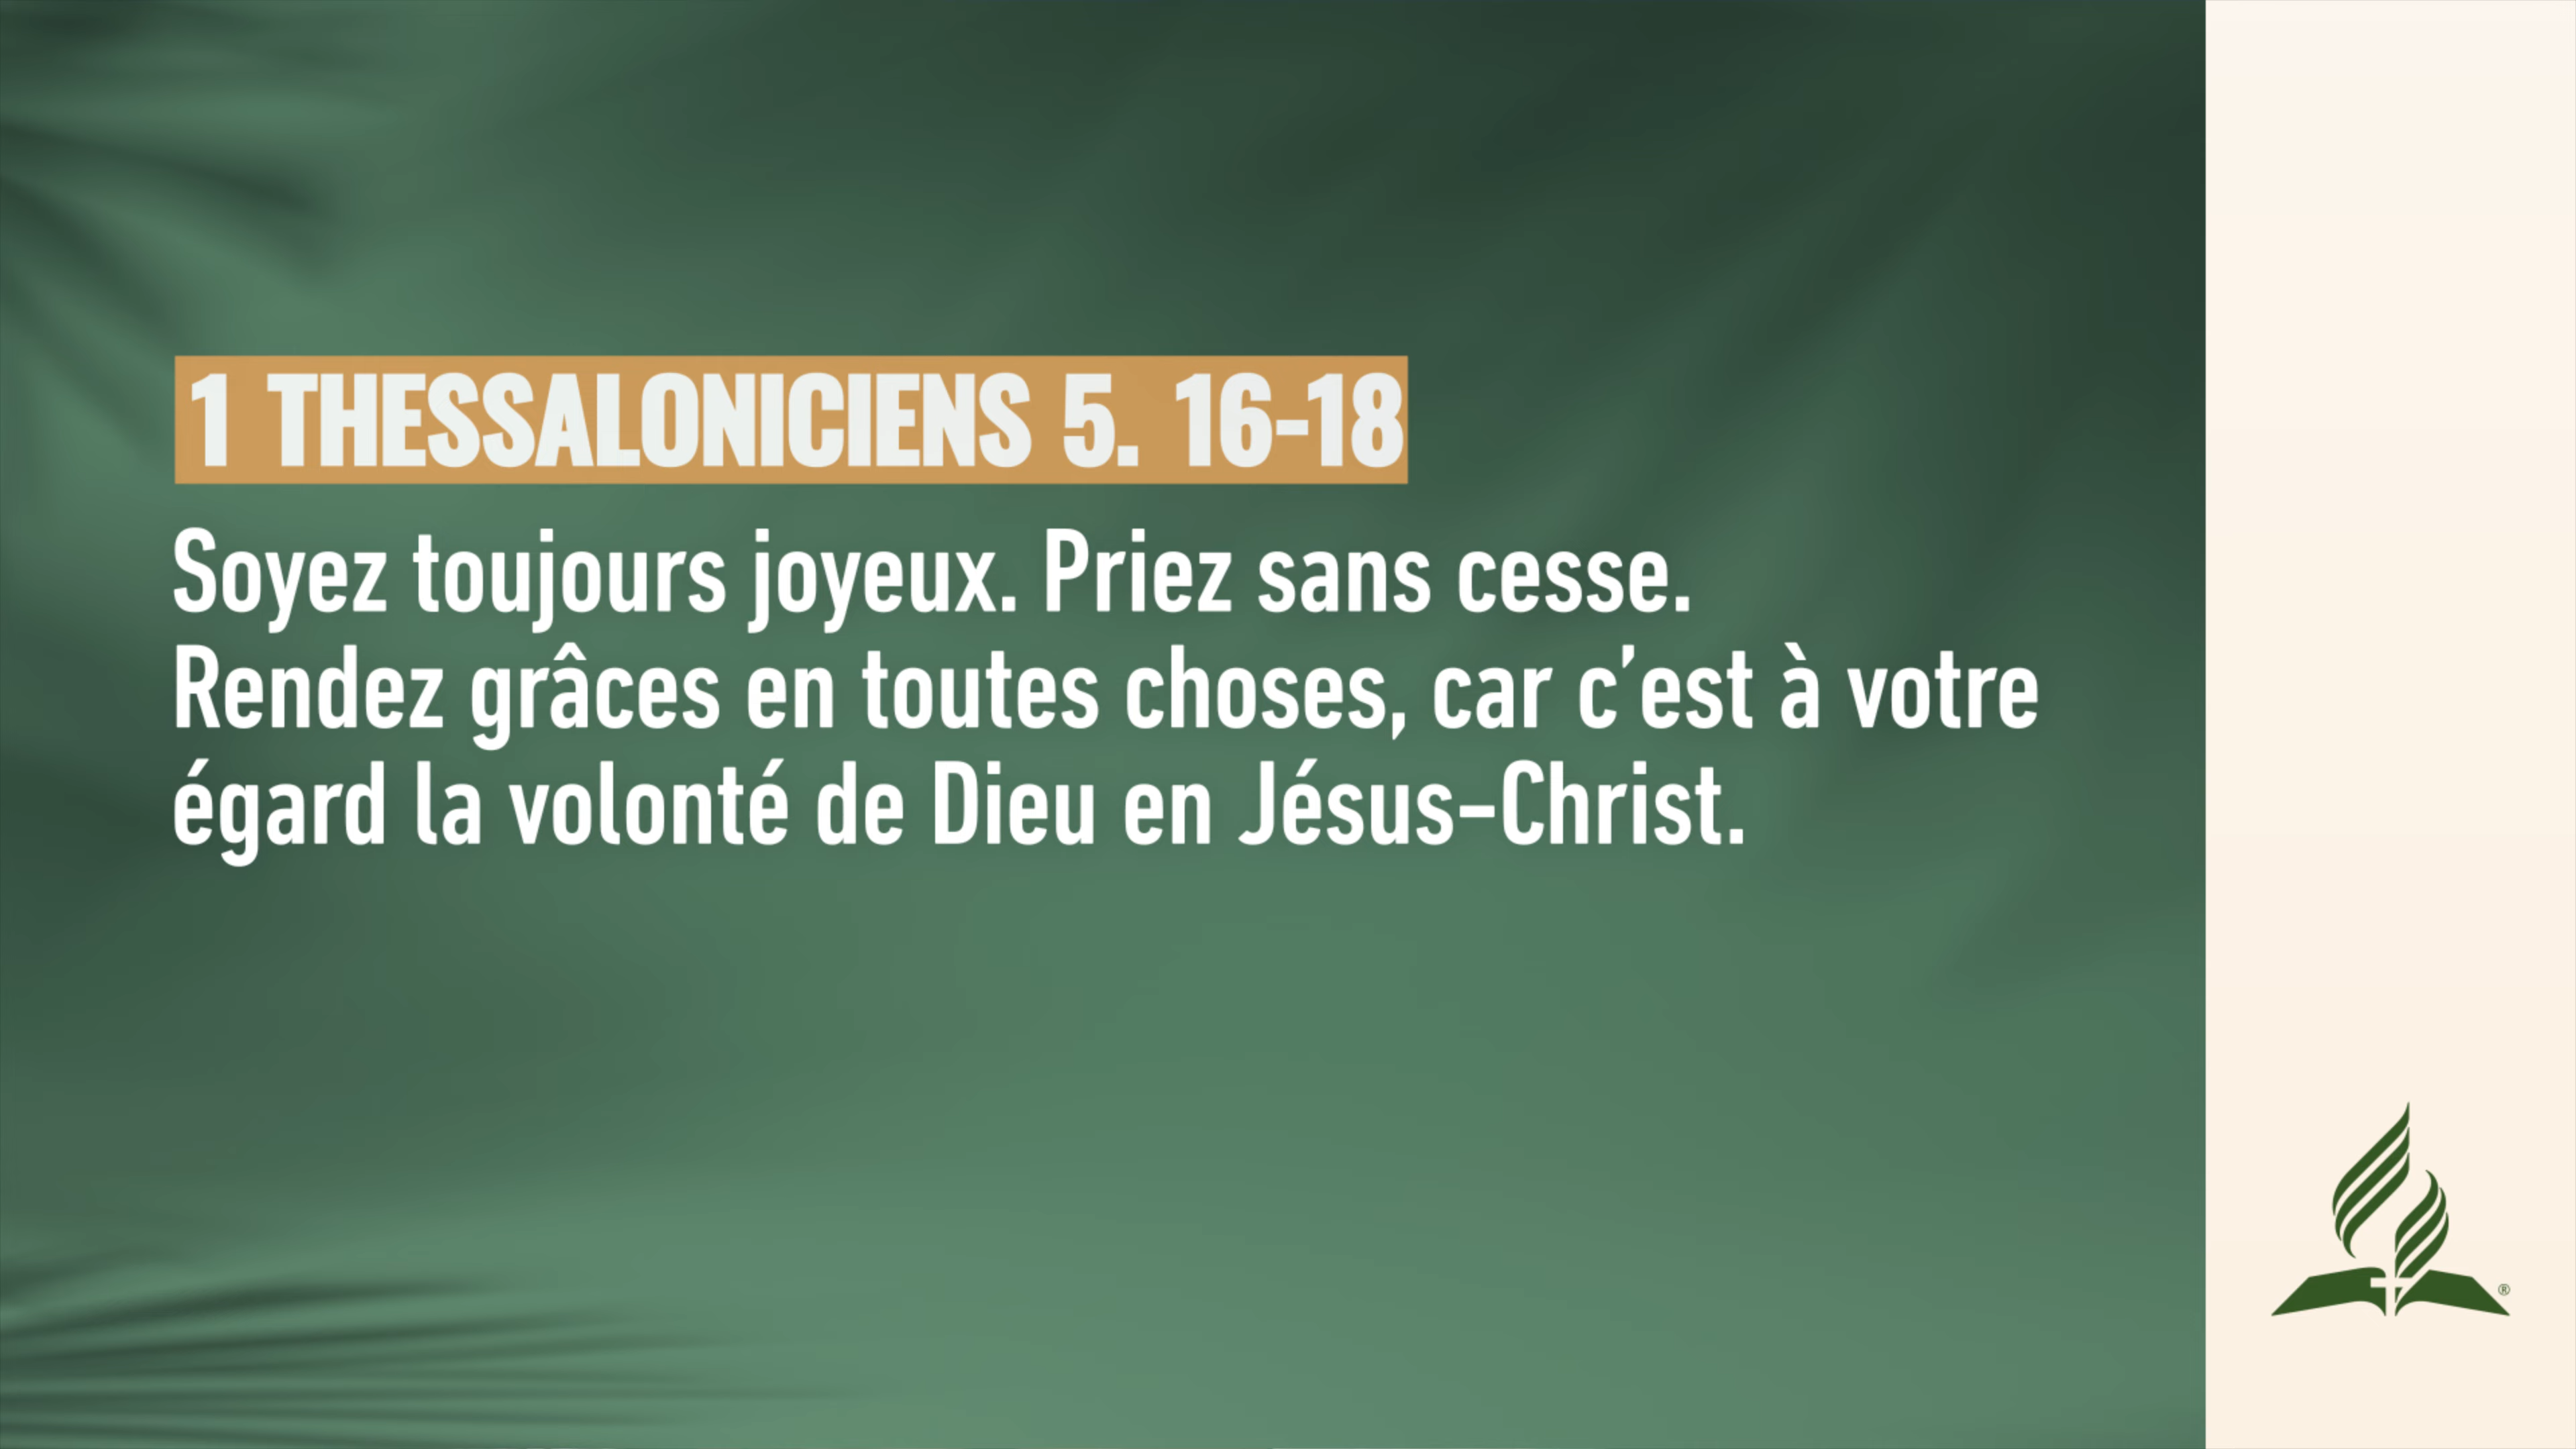 1 THESSALONICIENS 5. 16-18
Soyez toujours joyeux. Priez sans cesse.
Rendez grâces en toutes choses, car c’est à votre
égard la volonté de Dieu en Jésus-Christ.
®